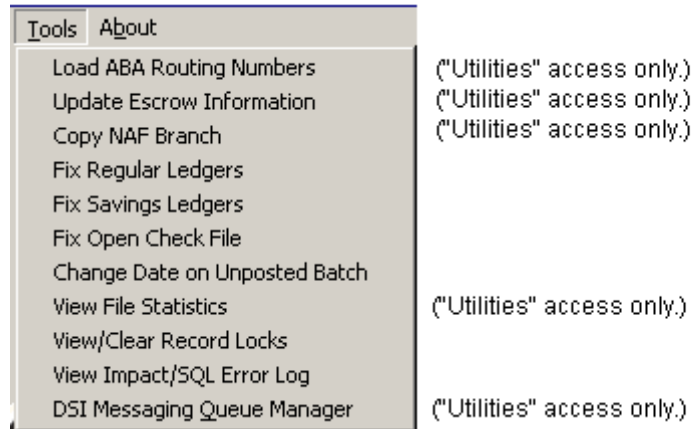 Tools About
Load ABA Routing Numbers ("Utilities" access only.)
Update Escrow Information ("Utilities" access only.)
Copy NAF Branch ("Utilities" access only.)
Fix Regular Ledgers
Fix Savings Ledgers
Fix Open Check File
Change Date on Unposted Batch
View File Statistics ("Utilities" access only.)
View/Clear Record Locks
View Impact/SQL Error Log
DSI Messaging Queue Manager ("Utilities" access only.)